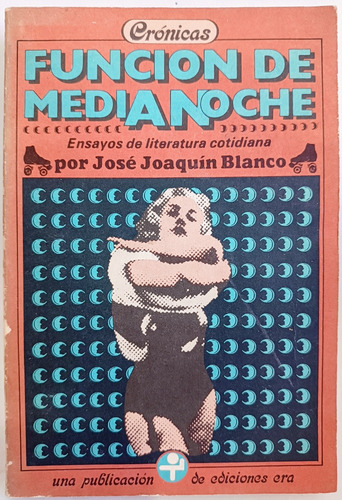 Crónicas
FUNCION DE
MEDIANOCHE
Ensayos de literatura cotidiana
por José Joaquín Blanco
una publicación de ediciones era